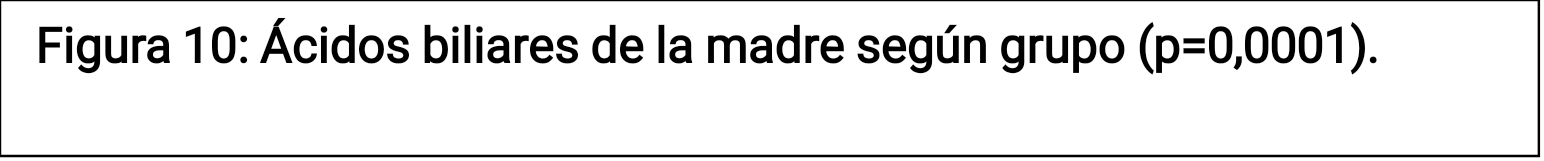 Figura 10: Ácidos biliares de la madre según grupo (p=0,0001).